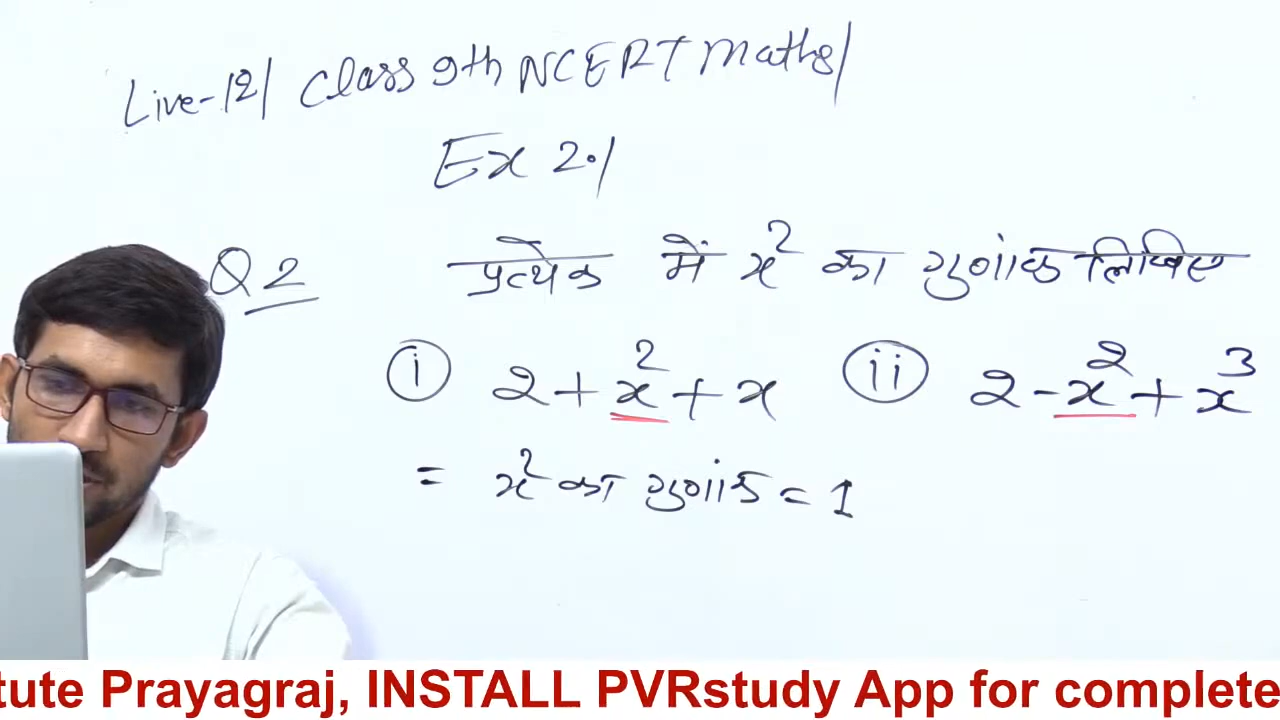 Live-12/ Class 9th NCERT Maths/
Ex 2.1
Q2 प्रत्येक में x² का गुणांक लिखिए
i 2 + x² + x ii 2 - x² + x³
= x² का गुणांक = 1
tute Prayagraj, INSTALL PVRstudy App for complete